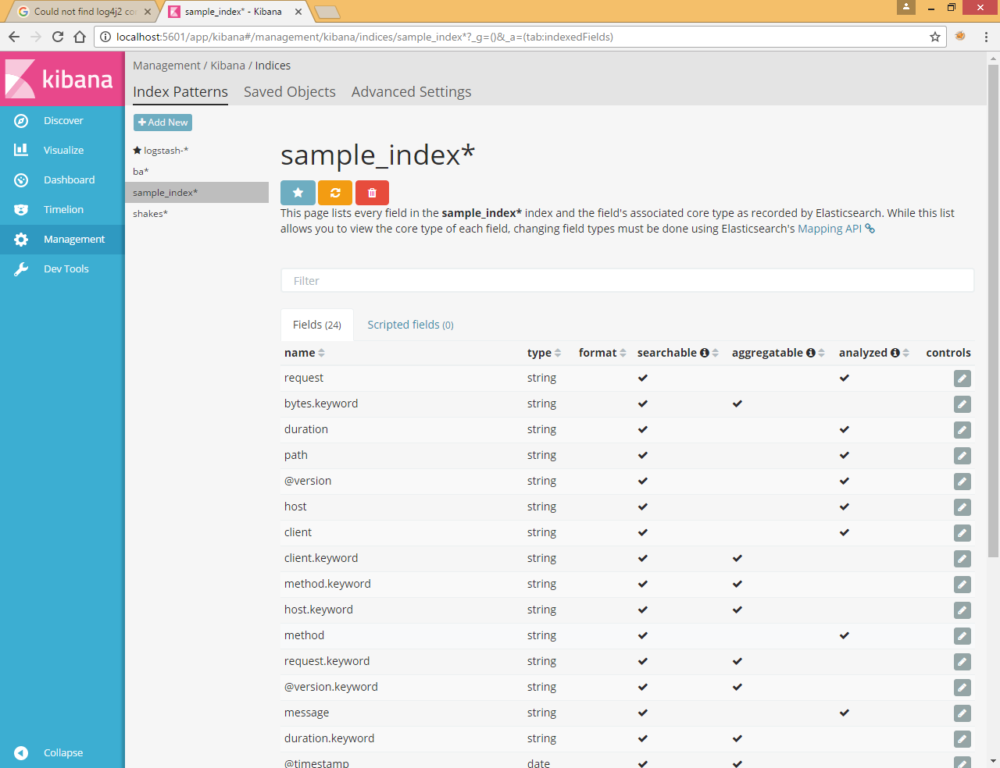 Could not find log4j2 co
sample_index* - Kibana
localhost:5601/app/kibana#/management/kibana/indices/sample_index*?_g=()&_a=(tab:indexedFields)
kibana
Discover
Visualize
Dashboard
Timelion
Management
Dev Tools
Collapse
Management / Kibana / Indices
Index Patterns Saved Objects Advanced Settings
Add New
logstash-*
ba*
sample_index*
shakes*
sample_index*
This page lists every field in the sample_index* index and the field's associated core type as recorded by Elasticsearch. While this list
allows you to view the core type of each field, changing field types must be done using Elasticsearch's Mapping API
Filter
Fields (24) Scripted fields (0)
name type format searchable aggregatable analyzed controls
request string
bytes.keyword string
duration string
path string
@version string
host string
client string
client.keyword string
method.keyword string
host.keyword string
method string
request.keyword string
@version.keyword string
message string
duration.keyword string
@timestamp date